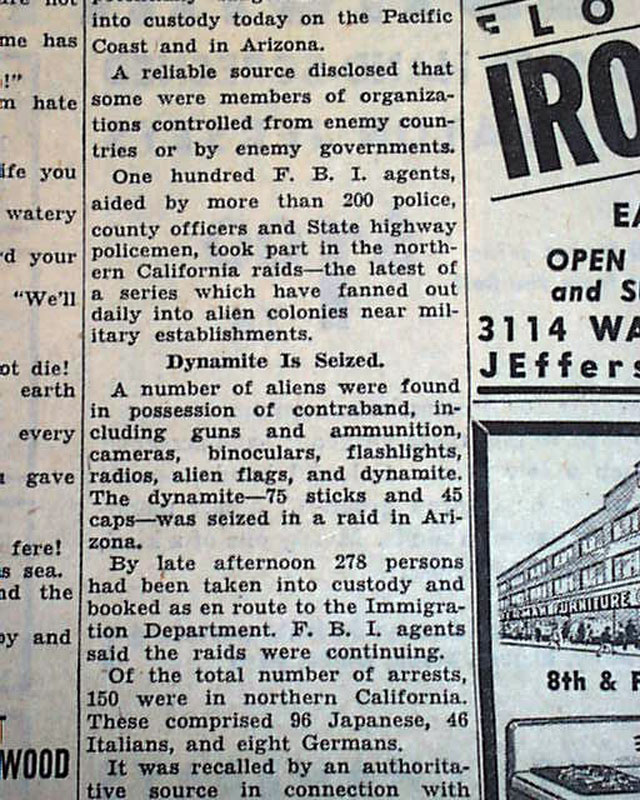 me has
!"
m hate
ife you
watery
'd your
"We'll
ot die!
earth
every
gave
fere!
s sea.
nd the
by and
WOOD
into custody today on the Pacific
Coast and in Arizona.
A reliable source disclosed that
some were members of organiza-
tions controlled from enemy coun-
tries or by enemy governments.
One hundred F. B. I. agents,
aided by more than 200 police,
county officers and State highway
policemen, took part in the north-
ern California raids—the latest of
a series which have fanned out
daily into alien colonies near mil-
itary establishments.
Dynamite Is Seized.
A number of aliens were found
in possession of contraband, in-
cluding guns and ammunition,
cameras, binoculars, flashlights,
radios, alien flags, and dynamite.
The dynamite—75 sticks and 45
caps—was seized in a raid in Ari-
zona.
By late afternoon 278 persons
had been taken into custody and
booked as en route to the Immigra-
tion Department. F. B. I. agents
said the raids were continuing.
Of the total number of arrests,
150 were in northern California.
These comprised 96 Japanese, 46
Italians, and eight Germans.
It was recalled by an authorita-
tive source in connection with
FLO
IRO
EA
OPEN
and S
3114 WA
JEffers
FURNITURE
8th & F